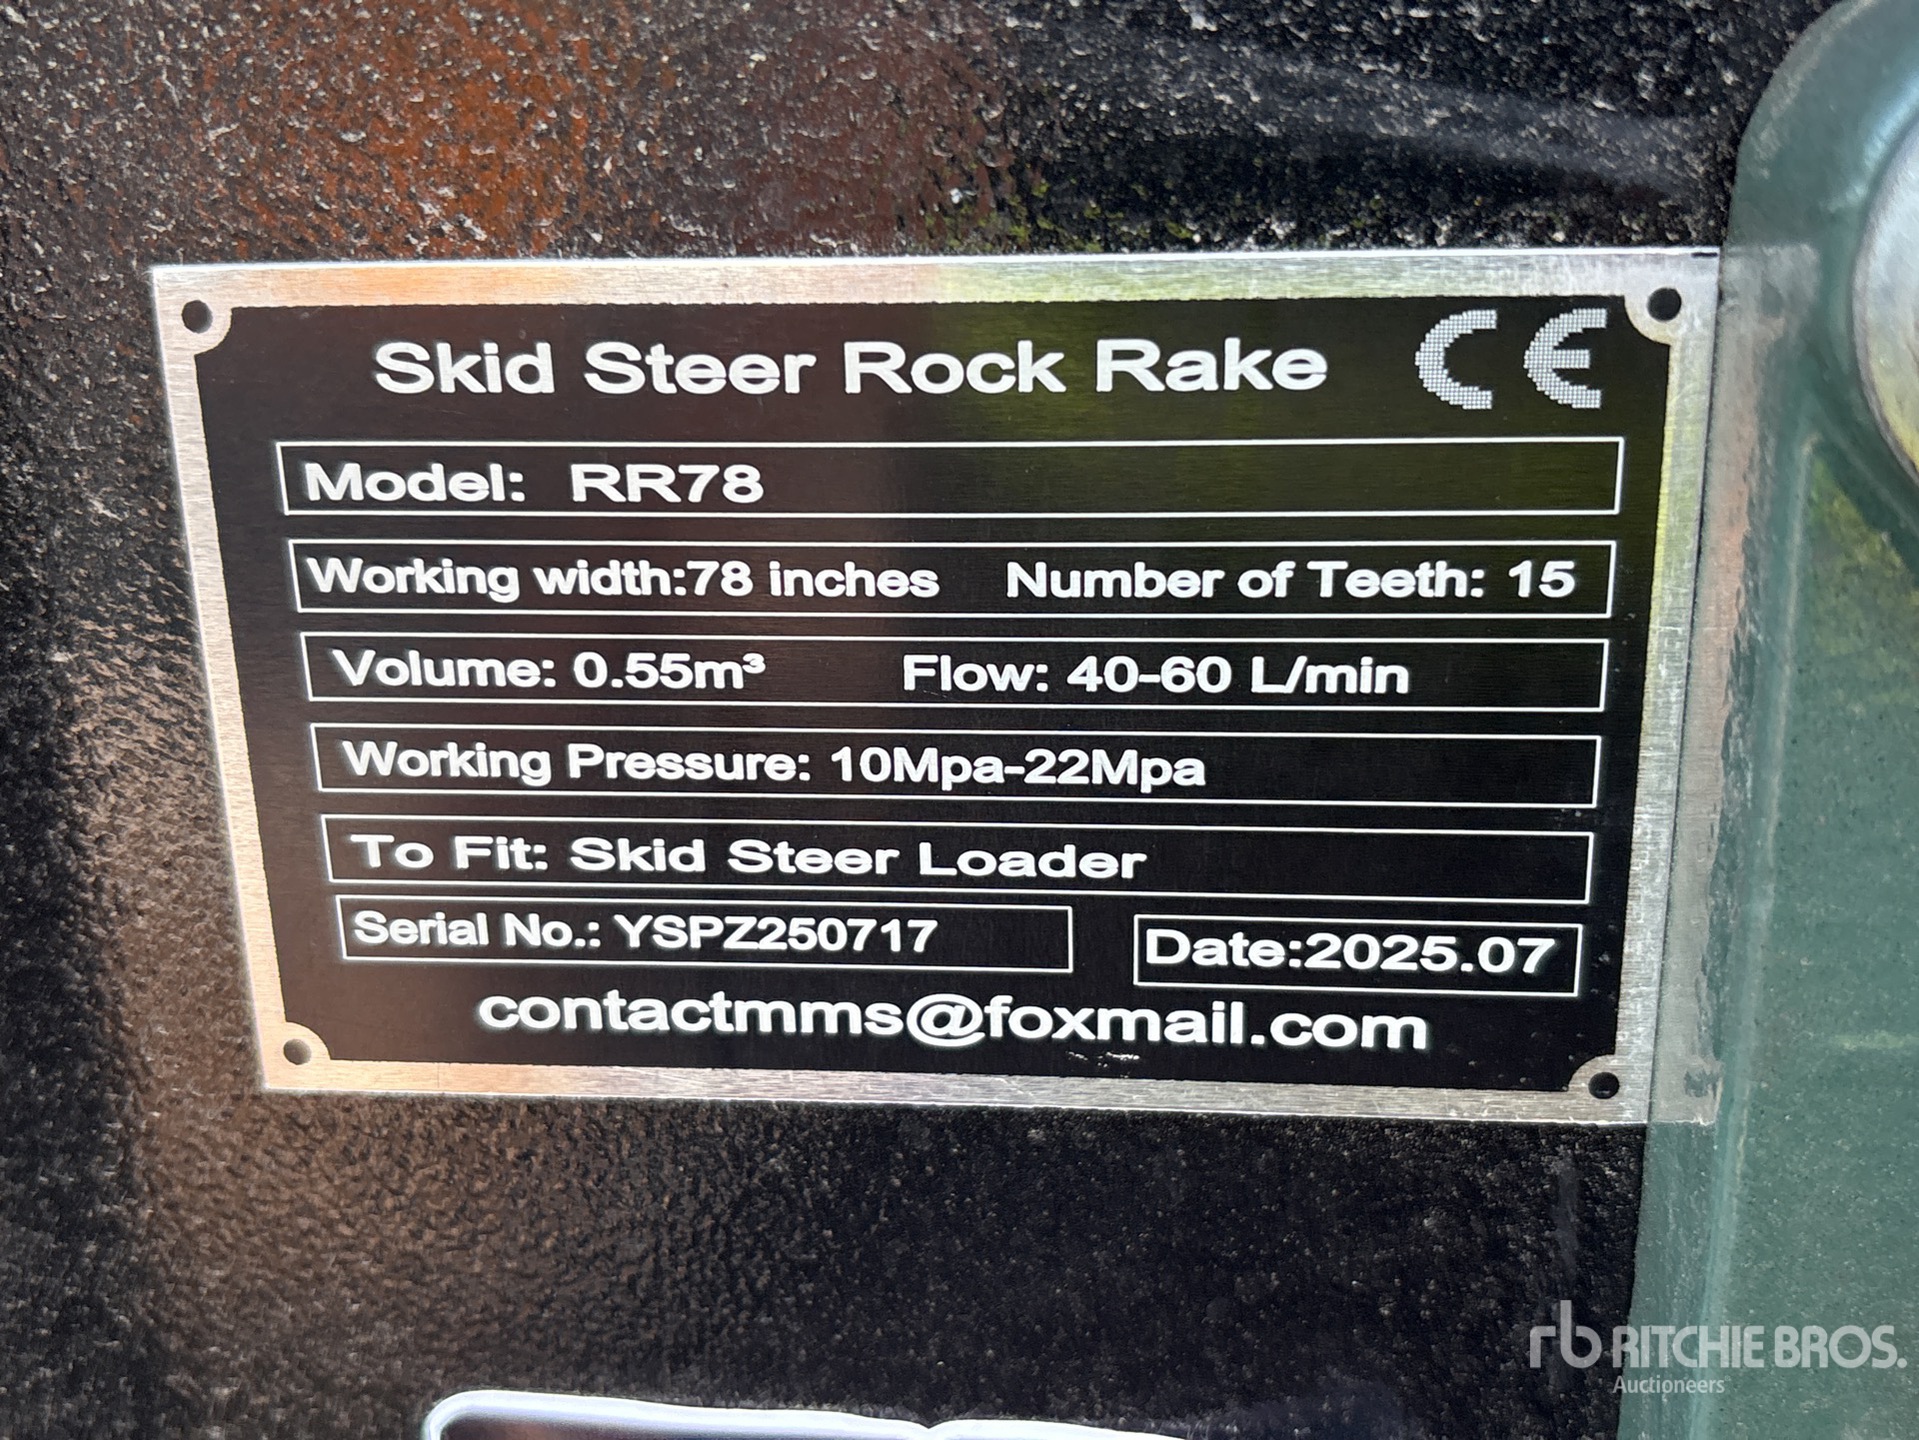 Skid Steer Rock Rake CE
Model: RR78
Working width:78 inches Number of Teeth: 15
Volume: 0.55m³ Flow: 40-60 L/min
Working Pressure: 10Mpa-22Mpa
To Fit: Skid Steer Loader
Serial No.: YSPZ250717 Date:2025.07
contactmms@foxmail.com
rb RITCHIE BROS.
Auctioneers